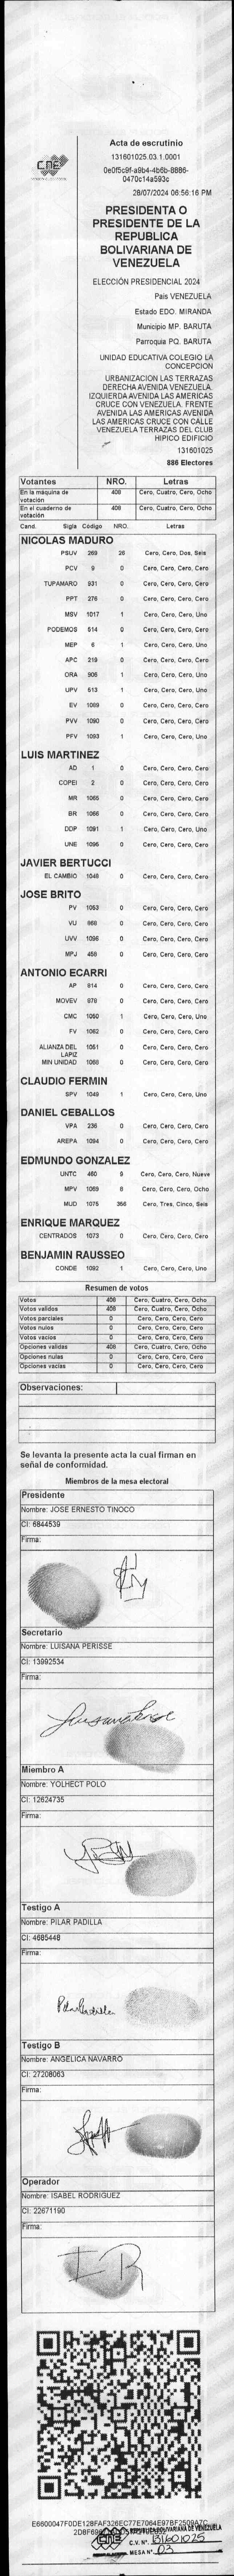 CNE
Acta de escrutinio
131601025.03.1.0001
0e0f5c9f-a9b4-4b6b-8886-
0470c14a593c
28/07/2024 06:56:16 PM
PRESIDENTA O
PRESIDENTE DE LA
REPUBLICA
BOLIVARIANA DE
VENEZUELA
ELECCIÓN PRESIDENCIAL 2024
País VENEZUELA
Estado EDO. MIRANDA
Municipio MP. BARUTA
Parroquia PQ. BARUTA
UNIDAD EDUCATIVA COLEGIO LA
CONCEPCION
URBANIZACION LAS TERRAZAS
DERECHA AVENIDA VENEZUELA.
IZQUIERDA AVENIDA LAS AMERICAS
CRUCE CON VENEZUELA. FRENTE
AVENIDA LAS AMERICAS AVENIDA
LAS AMERICAS CRUCE CON CALLE
VENEZUELA TERRAZAS DEL CLUB
HIPICO EDIFICIO
131601025
886 Electores
Votantes NRO. Letras
En la máquina de votación 408 Cero, Cuatro, Cero, Ocho
En el cuaderno de votación 408 Cero, Cuatro, Cero, Ocho
Cand. Sigla Código NRO. Letras
NICOLAS MADURO
PSUV 269 26 Cero, Cero, Dos, Seis
PCV 9 0 Cero, Cero, Cero, Cero
TUPAMARO 931 0 Cero, Cero, Cero, Cero
PPT 276 0 Cero, Cero, Cero, Cero
MSV 1017 1 Cero, Cero, Cero, Uno
PODEMOS 514 0 Cero, Cero, Cero, Cero
MEP 6 1 Cero, Cero, Cero, Uno
APC 219 0 Cero, Cero, Cero, Cero
ORA 906 1 Cero, Cero, Cero, Uno
UPV 513 1 Cero, Cero, Cero, Uno
EV 1089 0 Cero, Cero, Cero, Cero
PVV 1090 0 Cero, Cero, Cero, Cero
PFV 1093 1 Cero, Cero, Cero, Uno
LUIS MARTINEZ
AD 1 0 Cero, Cero, Cero, Cero
COPEI 2 0 Cero, Cero, Cero, Cero
MR 1065 0 Cero, Cero, Cero, Cero
BR 1066 0 Cero, Cero, Cero, Cero
DDP 1091 1 Cero, Cero, Cero, Uno
UNE 1095 0 Cero, Cero, Cero, Cero
JAVIER BERTUCCI
EL CAMBIO 1048 0 Cero, Cero, Cero, Cero
JOSE BRITO
PV 1053 0 Cero, Cero, Cero, Cero
VU 868 0 Cero, Cero, Cero, Cero
UVV 1096 0 Cero, Cero, Cero, Cero
MPJ 458 0 Cero, Cero, Cero, Cero
ANTONIO ECARRI
AP 914 0 Cero, Cero, Cero, Cero
MOVEV 978 0 Cero, Cero, Cero, Cero
CMC 1050 1 Cero, Cero, Cero, Uno
FV 1082 0 Cero, Cero, Cero, Cero
ALIANZA DEL LAPIZ 1051 0 Cero, Cero, Cero, Cero
MIN UNIDAD 1068 0 Cero, Cero, Cero, Cero
CLAUDIO FERMIN
SPV 1049 1 Cero, Cero, Cero, Uno
DANIEL CEBALLOS
VPA 236 0 Cero, Cero, Cero, Cero
AREPA 1094 0 Cero, Cero, Cero, Cero
EDMUNDO GONZALEZ
UNTC 460 9 Cero, Cero, Cero, Nueve
MPV 1069 8 Cero, Cero, Cero, Ocho
MUD 1075 356 Cero, Tres, Cinco, Seis
ENRIQUE MARQUEZ
CENTRADOS 1073 0 Cero, Cero, Cero, Cero
BENJAMIN RAUSSEO
CONDE 1092 1 Cero, Cero, Cero, Uno
Resumen de votos
Votos 408 Cero, Cuatro, Cero, Ocho
Votos validos 408 Cero, Cuatro, Cero, Ocho
Votos parciales 0 Cero, Cero, Cero, Cero
Votos nulos 0 Cero, Cero, Cero, Cero
Votos vacios 0 Cero, Cero, Cero, Cero
Opciones validas 408 Cero, Cuatro, Cero, Ocho
Opciones nulas 0 Cero, Cero, Cero, Cero
Opciones vacias 0 Cero, Cero, Cero, Cero
Observaciones:
Se levanta la presente acta la cual firman en
señal de conformidad.
Miembros de la mesa electoral
Presidente
Nombre: JOSE ERNESTO TINOCO
CI: 6844539
Firma:
Secretario
Nombre: LUISANA PERISSE
CI: 13992534
Firma:
Miembro A
Nombre: YOLHECT POLO
CI: 12624735
Firma:
Testigo A
Nombre: PILAR PADILLA
CI: 4685448
Firma:
Pilar Padilla
Testigo B
Nombre: ANGELICA NAVARRO
CI: 27208063
Firma:
Operador
Nombre: ISABEL RODRIGUEZ
CI: 22671190
Firma:
IR
E6600047F0DE128FAF326EC77E7064E97BF2509A7C
CNE REPUBLICA BOLIVARIANA DE VENEZUELA
C.V. N°. 131601025
MESA N° 03